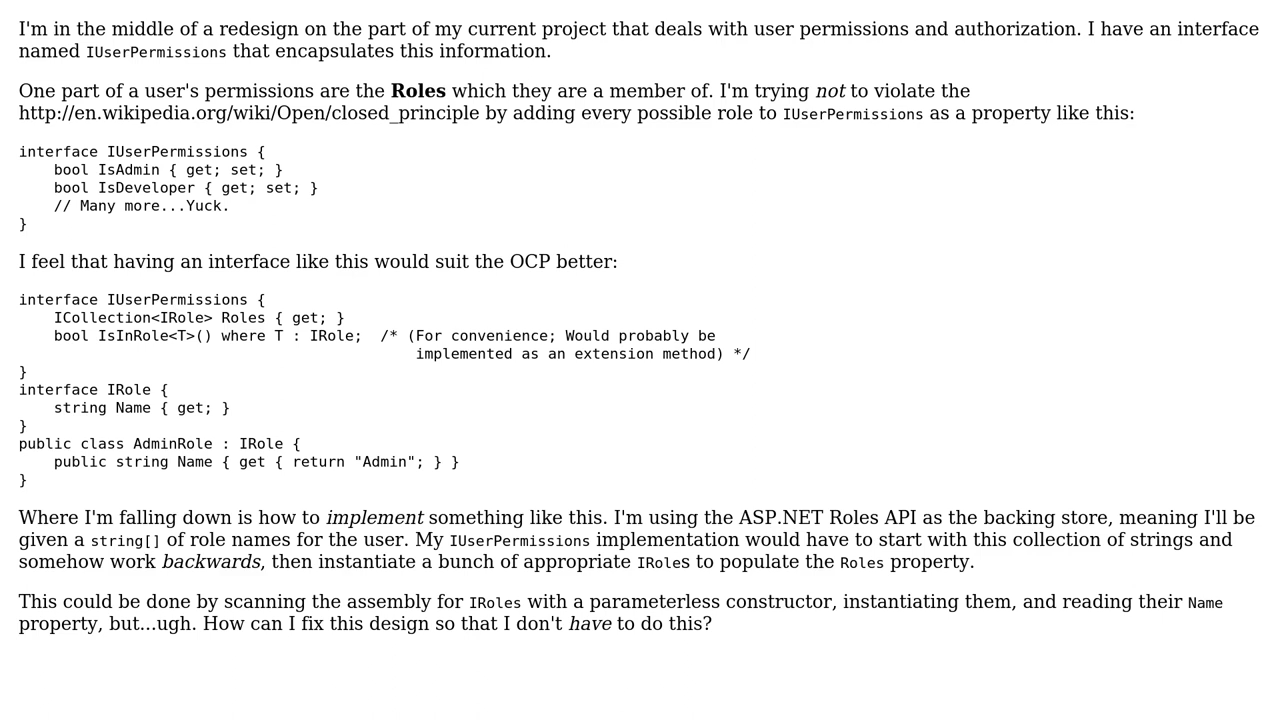 I'm in the middle of a redesign on the part of my current project that deals with user permissions and authorization. I have an interface
named IUserPermissions that encapsulates this information.
One part of a user's permissions are the Roles which they are a member of. I'm trying not to violate the
http://en.wikipedia.org/wiki/Open/closed_principle by adding every possible role to IUserPermissions as a property like this:
interface IUserPermissions {
    bool IsAdmin { get; set; }
    bool IsDeveloper { get; set; }
    // Many more...Yuck.
}
I feel that having an interface like this would suit the OCP better:
interface IUserPermissions {
    ICollection<IRole> Roles { get; }
    bool IsInRole<T>() where T : IRole;  /* (For convenience; Would probably be
                                             implemented as an extension method) */
}
interface IRole {
    string Name { get; }
}
public class AdminRole : IRole {
    public string Name { get { return "Admin"; } }
}
Where I'm falling down is how to implement something like this. I'm using the ASP.NET Roles API as the backing store, meaning I'll be
given a string[] of role names for the user. My IUserPermissions implementation would have to start with this collection of strings and
somehow work backwards, then instantiate a bunch of appropriate IRoles to populate the Roles property.
This could be done by scanning the assembly for IRoles with a parameterless constructor, instantiating them, and reading their Name
property, but...ugh. How can I fix this design so that I don't have to do this?